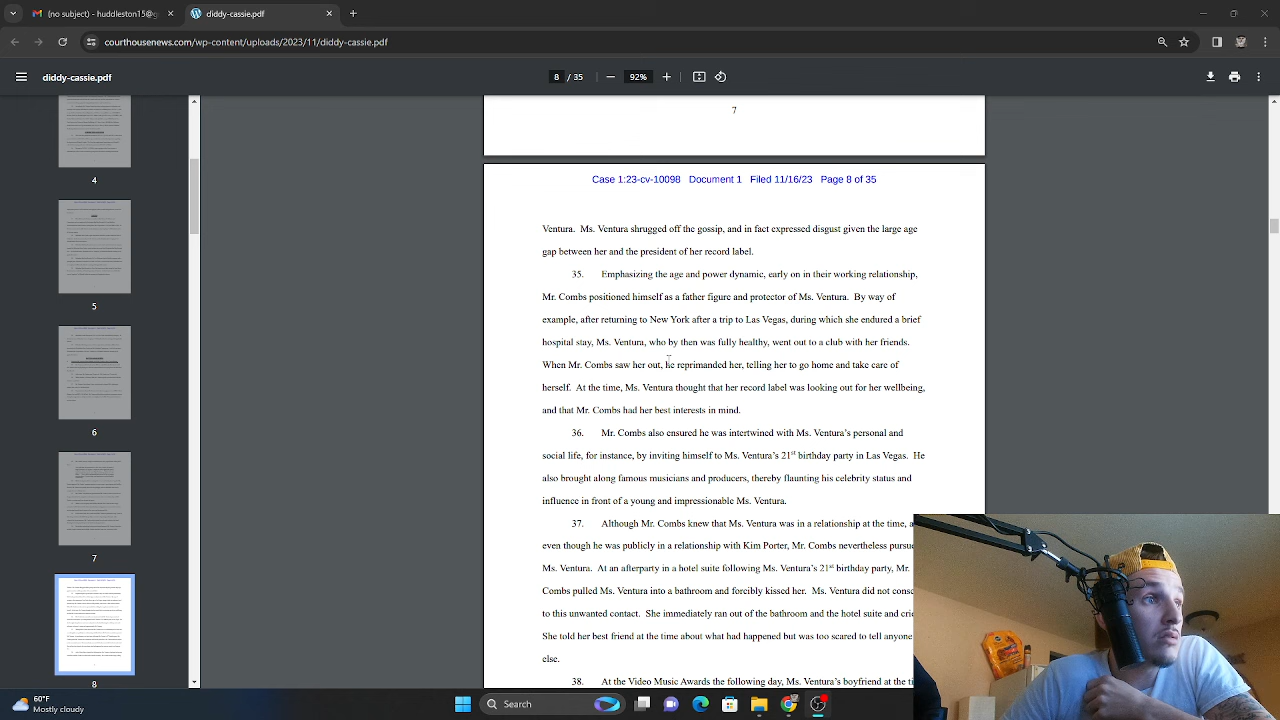 (no subject) - huddleston15@g
diddy-cassie.pdf
courthousenews.com/wp-content/uploads/2023/11/diddy-cassie.pdf
diddy-cassie.pdf
8 / 35
92%
4
5
6
7
8
7
Case 1:23-cv-10098 Document 1 Filed 11/16/23 Page 8 of 35
Ventura. Ms. Ventura shrugged off the gossip, and in fact expressed disgust given the large age
gap between her and the president of her record label.
35. Emphasizing the age and power dynamic, early on in their working relationship,
Mr. Combs positioned himself as a father figure and protector of Ms. Ventura. By way of
example, after returning to New York after a trip to Las Vegas, during which she endured a brief
hospital stay, Ms. Ventura, who by then was fully healthy, went out to a club with her friends.
When Mr. Combs saw her out, he reprimanded her, telling her to go home and take care of
herself. At the time, Ms. Ventura thought that her record label was looking out for her wellbeing,
and that Mr. Combs had her best interests in mind.
36. Mr. Combs also ensured he was intertwined with Ms. Ventura's personal and
social life, for instance, by inviting himself to Ms. Ventura's 21st birthday party in Las Vegas. He
also brought along famous musicians and producers, thereby flaunting his celebrity status and
influence in front of a young and impressionable Ms. Ventura.
37. Although Mr. Combs knew that Ms. Ventura was in a relationship at the time, a
even though he was publicly in a relationship with Kim Porter, Mr. Combs nevertheless pursue
Ms.Ventura. At an afterparty in a hotel suite following Ms. Ventura's 21st birthday party, Mr.
Combs pulled Ms. Ventura into a bathroom and forcibly kissed her. Ms. Ventura did not conse
to his unwanted contact. She immediately ran out of the bathroom and the hotel suite and crie
She told her friend at the time about what happened, but was too afraid to tell anyone
else.
38. At the Video Music Awards the following day, Ms. Ventura's boyfriend at the ti
60°F
Mostly cloudy
Search